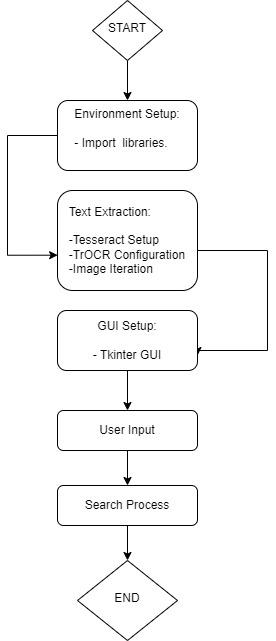 START
Environment Setup:
- Import libraries.
Text Extraction:
-Tesseract Setup
-TrOCR Configuration
-Image Iteration
GUI Setup:
- Tkinter GUI
User Input
Search Process
END